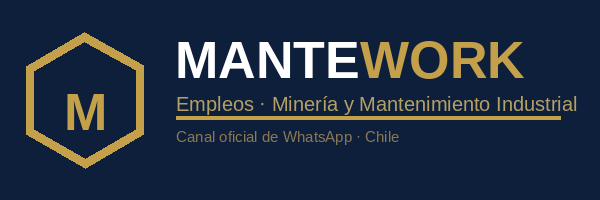 M
MANTEWORK
Empleos · Minería y Mantenimiento Industrial
Canal oficial de WhatsApp · Chile